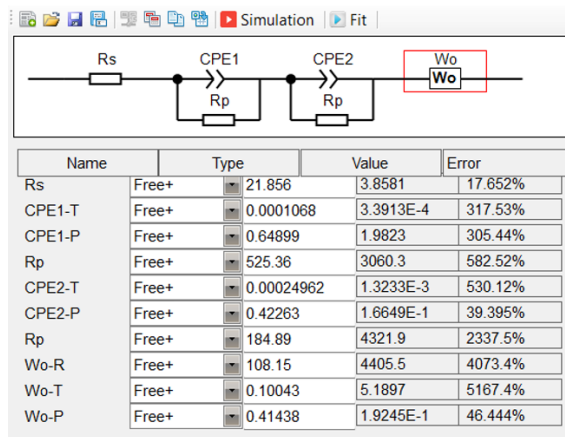 Simulation Fit
Rs CPE1 CPE2 Wo
Wo
Rp Rp
Name Type Value Error
Rs Free+ 21.856 3.8581 17.652%
CPE1-T Free+ 0.0001068 3.3913E-4 317.53%
CPE1-P Free+ 0.64899 1.9823 305.44%
Rp Free+ 525.36 3060.3 582.52%
CPE2-T Free+ 0.00024962 1.3233E-3 530.12%
CPE2-P Free+ 0.42263 1.6649E-1 39.395%
Rp Free+ 184.89 4321.9 2337.5%
Wo-R Free+ 108.15 4405.5 4073.4%
Wo-T Free+ 0.10043 5.1897 5167.4%
Wo-P Free+ 0.41438 1.9245E-1 46.444%